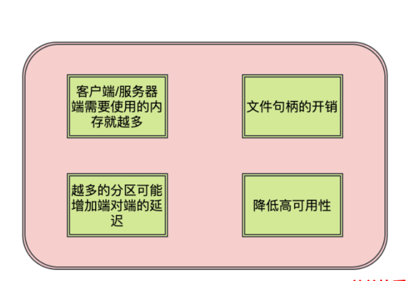 客户端/服务器
端需要使用的内
存就越多
文件句柄的开销
越多的分区可能
增加端对端的延
迟
降低高可用性